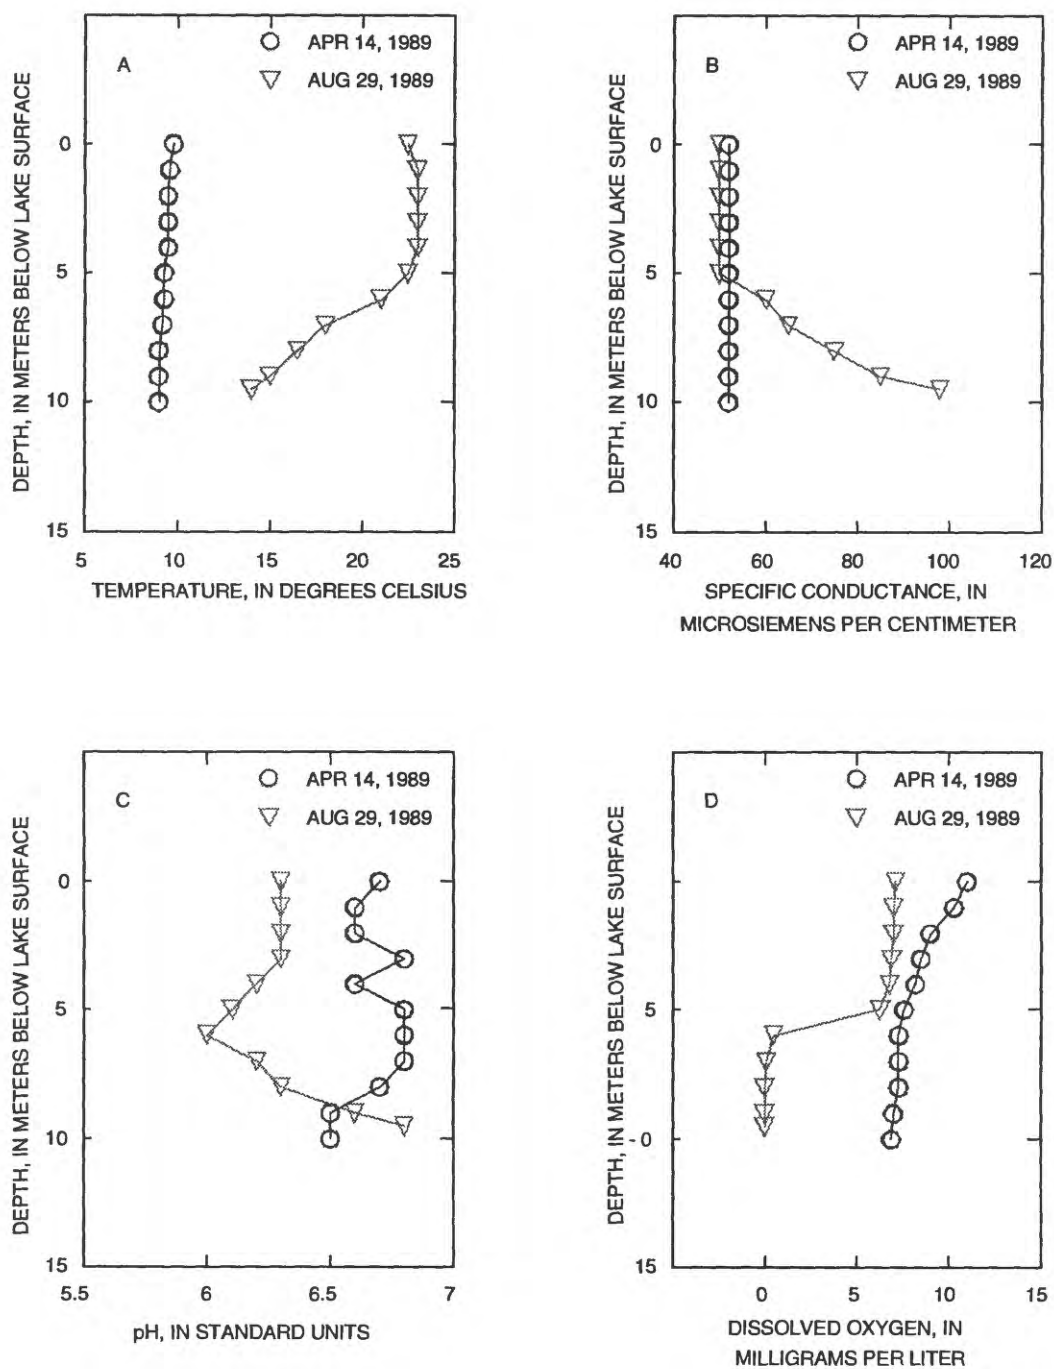 A
APR 14, 1989
AUG 29, 1989
DEPTH, IN METERS BELOW LAKE SURFACE
0
5
10
15
5
10
15
20
25
TEMPERATURE, IN DEGREES CELSIUS
B
APR 14, 1989
AUG 29, 1989
DEPTH, IN METERS BELOW LAKE SURFACE
0
5
10
15
40
60
80
100
120
SPECIFIC CONDUCTANCE, IN
MICROSIEMENS PER CENTIMETER
C
APR 14, 1989
AUG 29, 1989
DEPTH, IN METERS BELOW LAKE SURFACE
0
5
10
15
5.5
6
6.5
7
pH, IN STANDARD UNITS
D
APR 14, 1989
AUG 29, 1989
DEPTH, IN METERS BELOW LAKE SURFACE
5
- 0
15
0
5
10
15
DISSOLVED OXYGEN, IN
MILLIGRAMS PER LITER